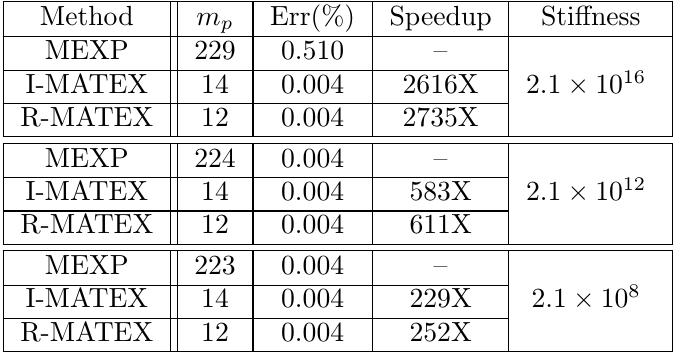 Method m_p Err(%) Speedup Stiffness
MEXP 229 0.510 –
I-MATEX 14 0.004 2616X 2.1 × 10^16
R-MATEX 12 0.004 2735X
MEXP 224 0.004 –
I-MATEX 14 0.004 583X 2.1 × 10^12
R-MATEX 12 0.004 611X
MEXP 223 0.004 –
I-MATEX 14 0.004 229X 2.1 × 10^8
R-MATEX 12 0.004 252X